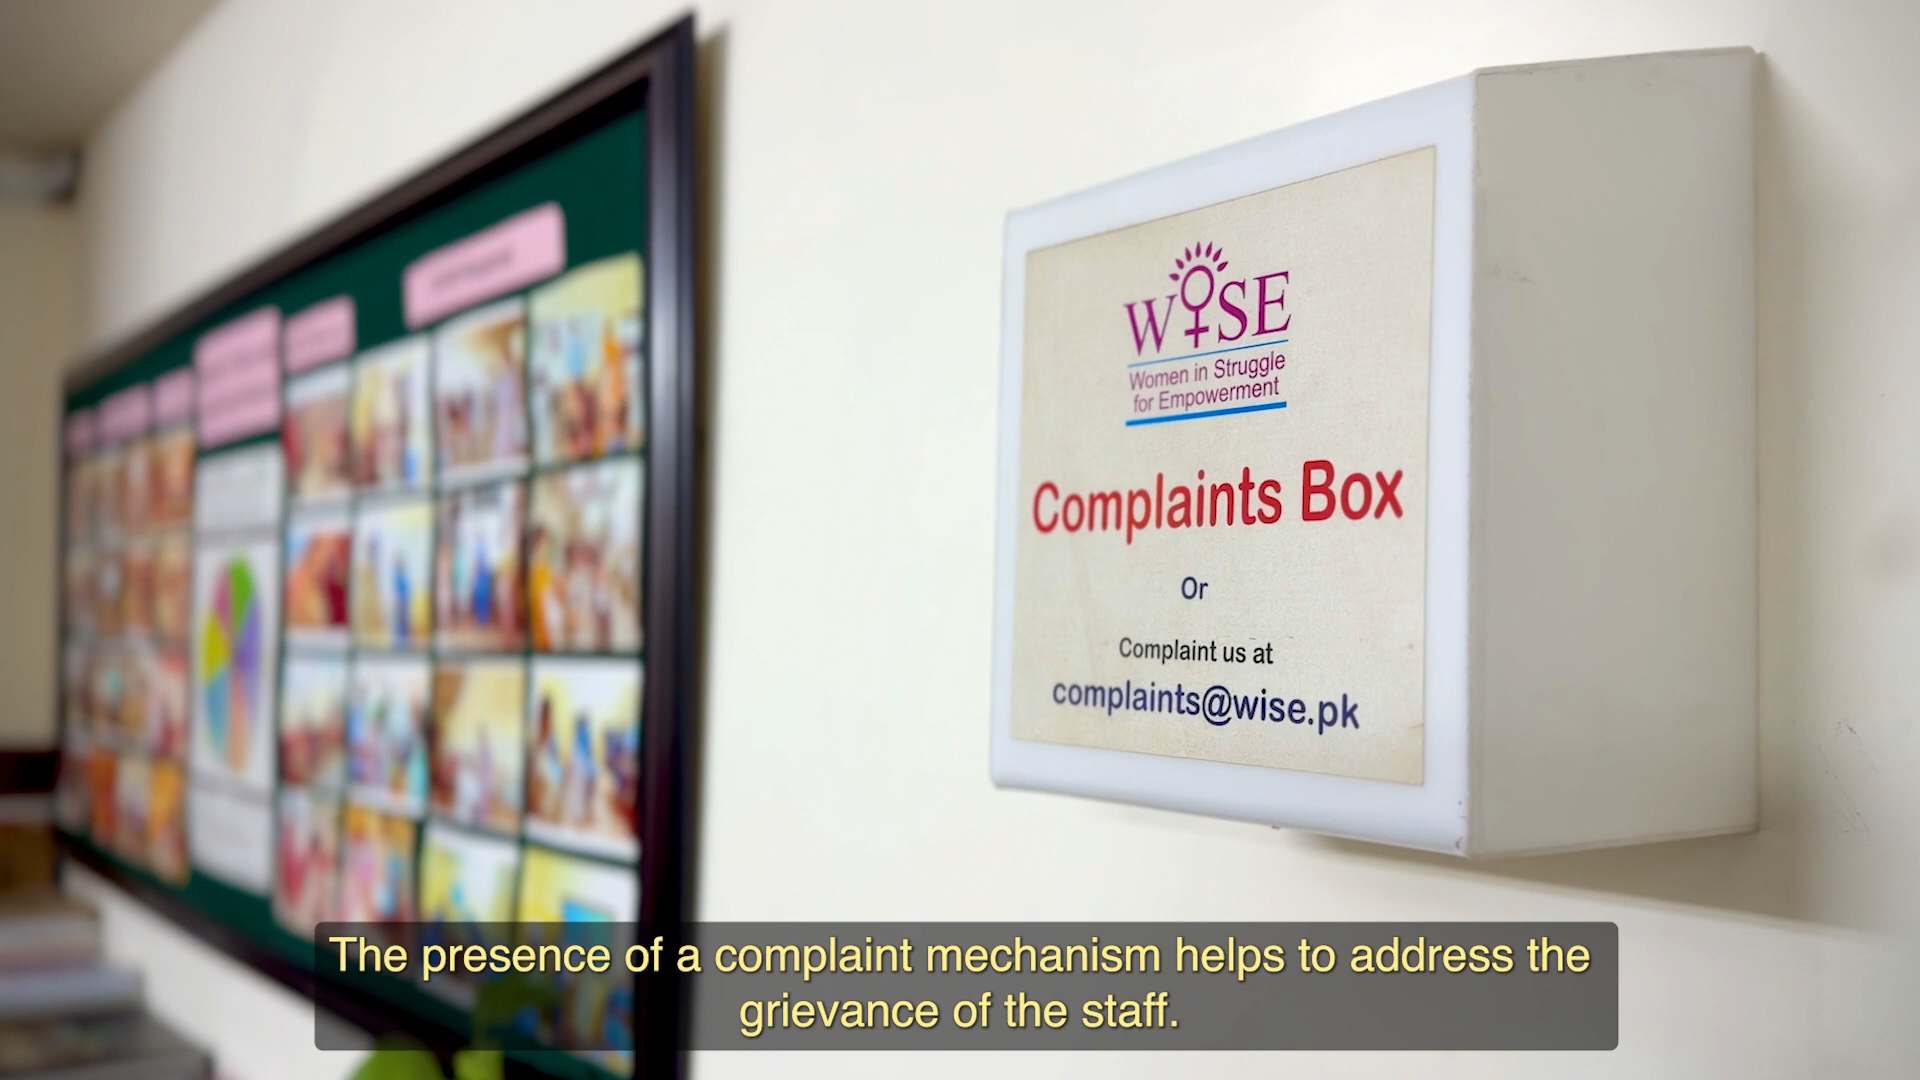 WISE
Women in Struggle
for Empowerment
Complaints Box
Or
Complaint us at
complaints@wise.pk
The presence of a complaint mechanism helps to address the
grievance of the staff.